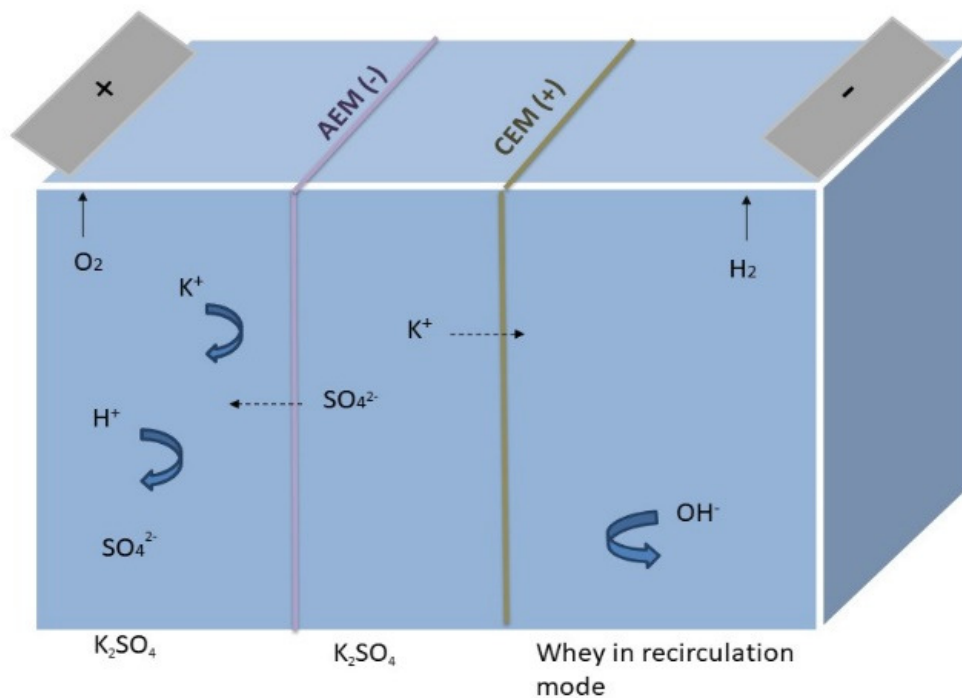 +
-
AEM (-)
CEM (+)
O₂
H₂
K⁺
K⁺
SO₄²⁻
H⁺
OH⁻
SO₄²⁻
K₂SO₄
K₂SO₄
Whey in recirculation
mode